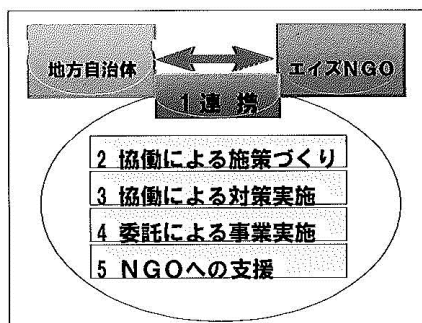 地方自治体
エイズNGO
1 連 携
2 協働による施策づくり
3 協働による対策実施
4 委託による事業実施
5 NGOへの支援